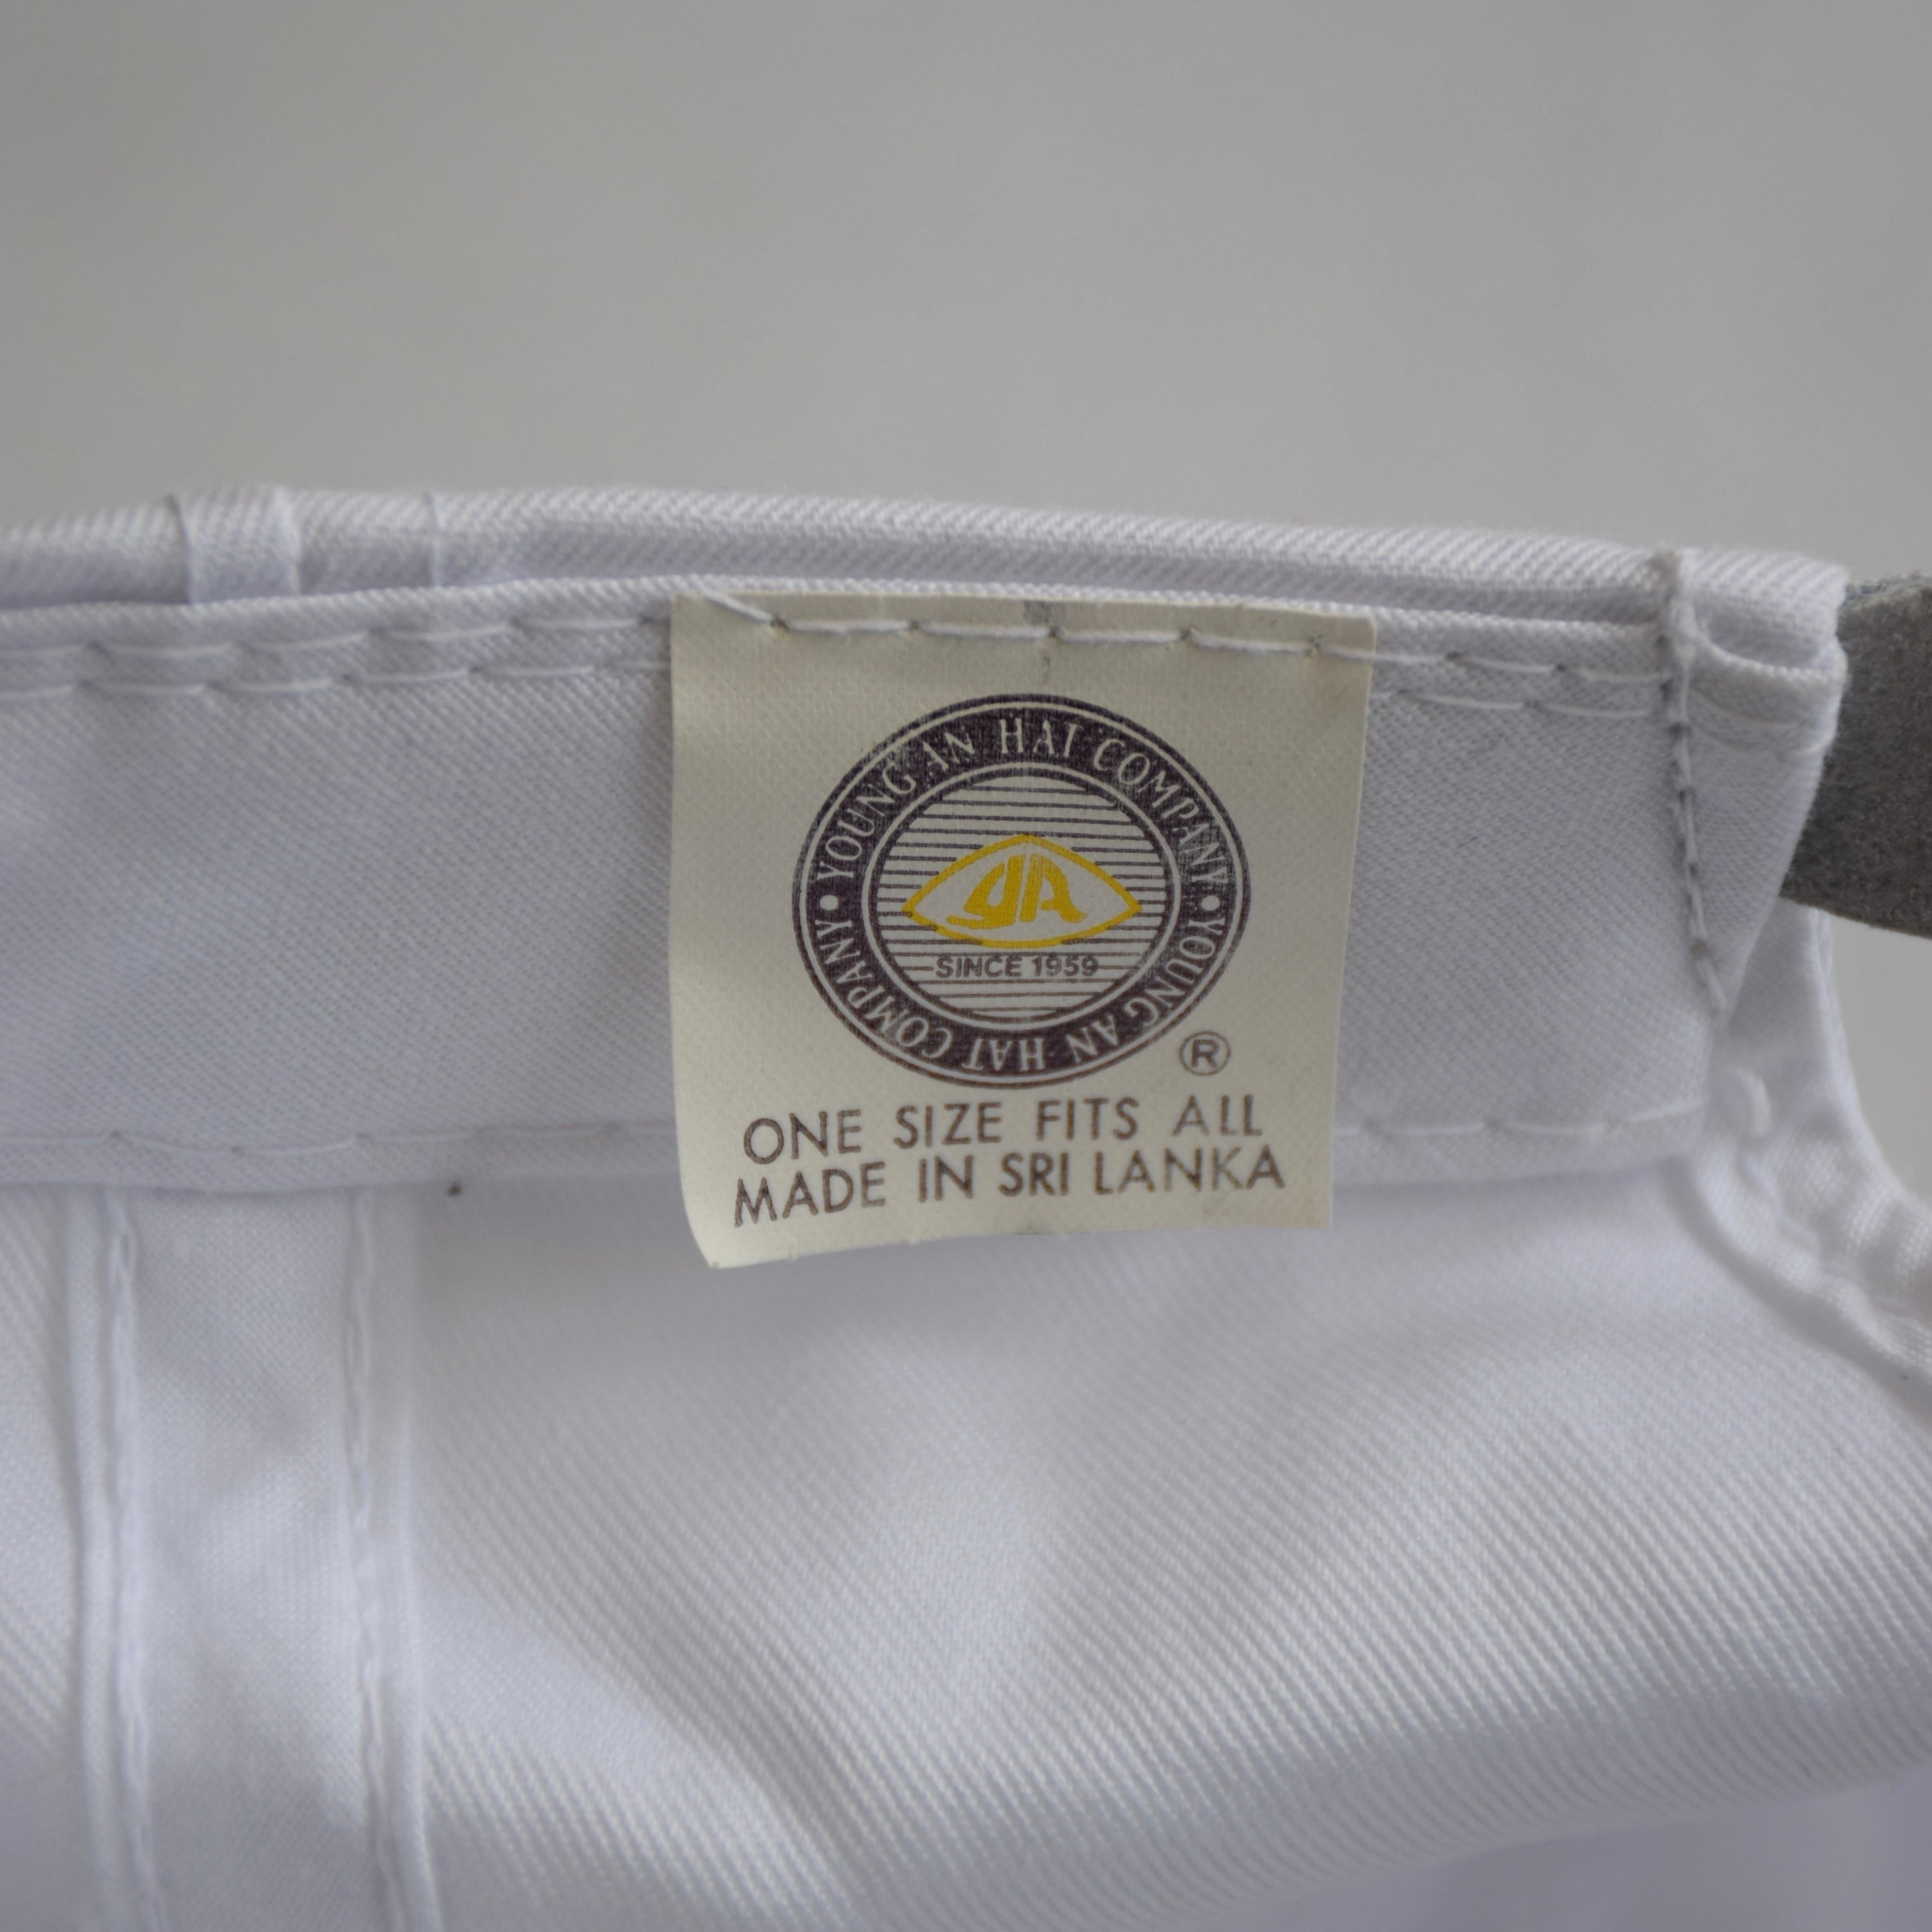 YOUNG AN HAT COMPANY • YOUNG AN HAT COMPANY •
YA
SINCE 1959
®
ONE SIZE FITS ALL
MADE IN SRI LANKA